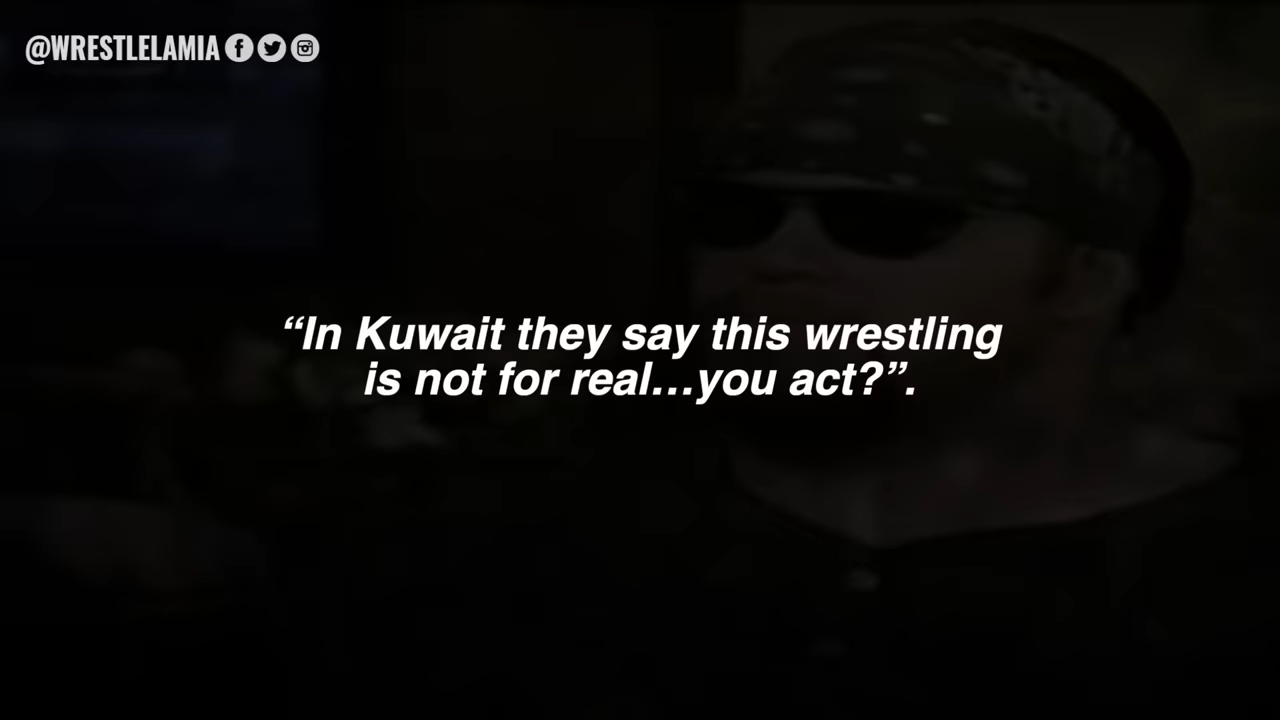 @WRESTLELAMIA
“In Kuwait they say this wrestling
is not for real...you act?”.